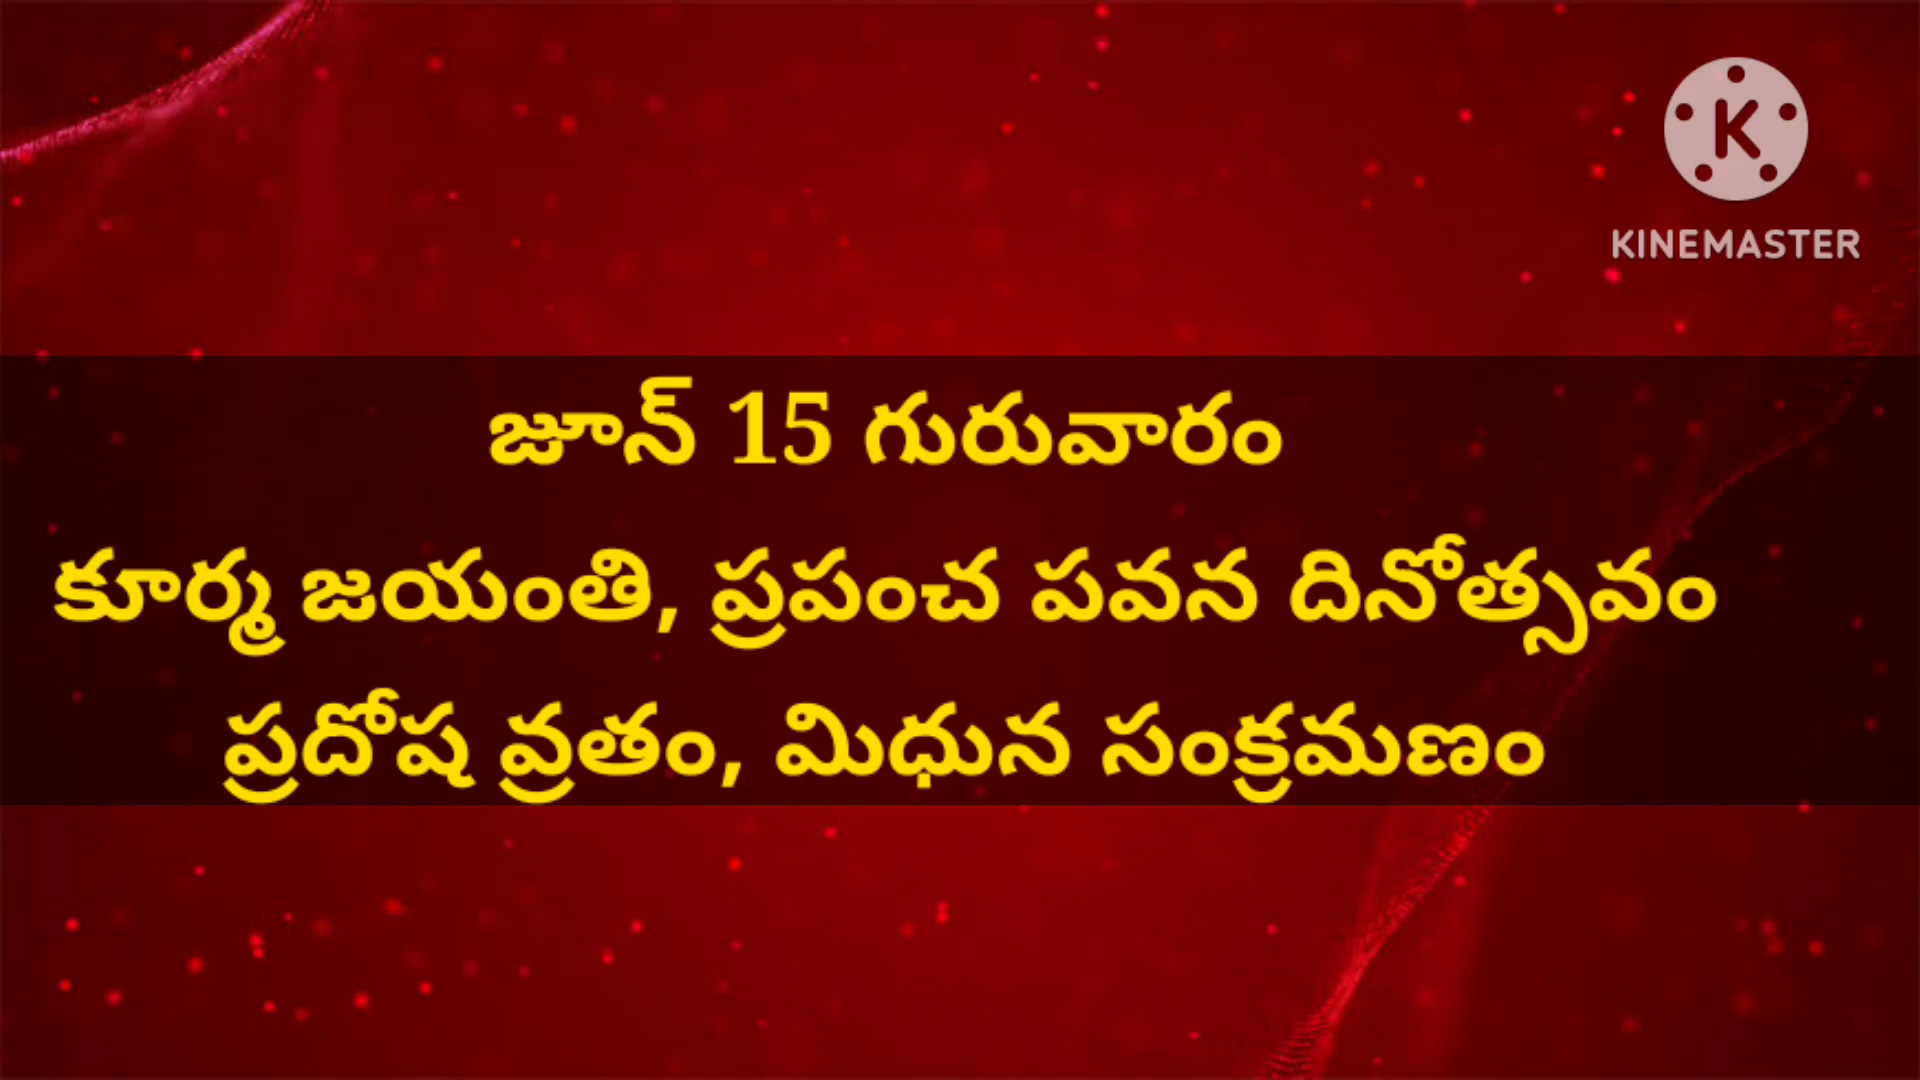 KINEMASTER
జూన్ 15 గురువారం
కూర్మ జయంతి, ప్రపంచ పవన దినోత్సవం
ప్రదోష వ్రతం, మిధున సంక్రమణం